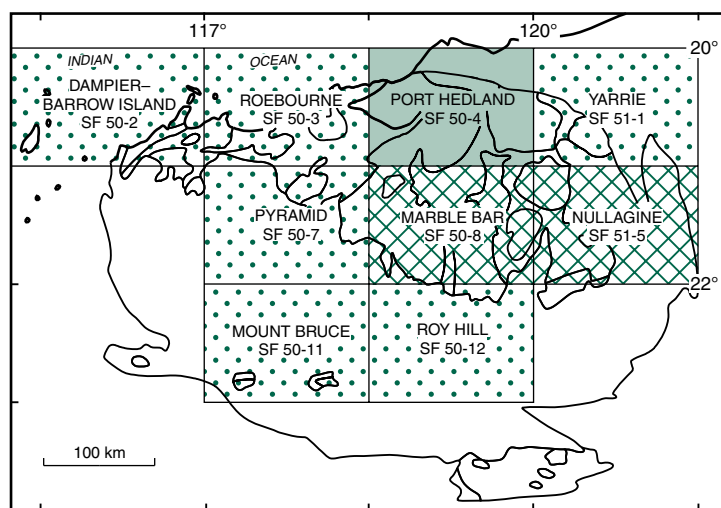 117°
120°
20°
INDIAN
OCEAN
DAMPIER–
BARROW ISLAND
SF 50-2
ROEBOURNE
SF 50-3
PORT HEDLAND
SF 50-4
YARRIE
SF 51-1
PYRAMID
SF 50-7
MARBLE BAR
SF 50-8
NULLAGINE
SF 51-5
22°
MOUNT BRUCE
SF 50-11
ROY HILL
SF 50-12
100 km